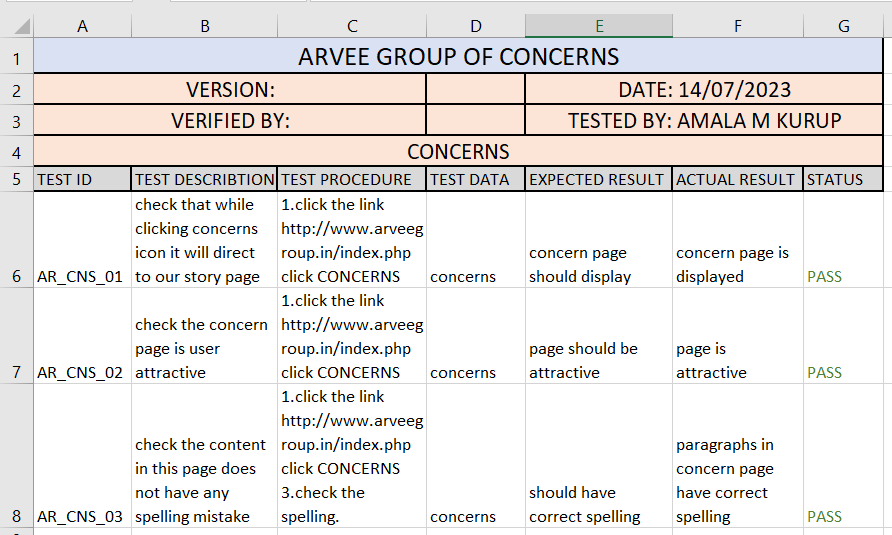 A B C D E F G
1 ARVEE GROUP OF CONCERNS
2 VERSION: DATE: 14/07/2023
3 VERIFIED BY: TESTED BY: AMALA M KURUP
4 CONCERNS
5 TEST ID TEST DESCRIBTION TEST PROCEDURE TEST DATA EXPECTED RESULT ACTUAL RESULT STATUS
check that while 1.click the link
clicking concerns http://www.arveeg
icon it will direct roup.in/index.php concern page concern page is
6 AR_CNS_01 to our story page click CONCERNS concerns should display displayed PASS
1.click the link
check the concern http://www.arveeg
page is user roup.in/index.php page should be page is
7 AR_CNS_02 attractive click CONCERNS concerns attractive attractive PASS
1.click the link
http://www.arveeg
check the content roup.in/index.php paragraphs in
in this page does click CONCERNS concern page
not have any 3.check the should have have correct
8 AR_CNS_03 spelling mistake spelling. concerns correct spelling spelling PASS